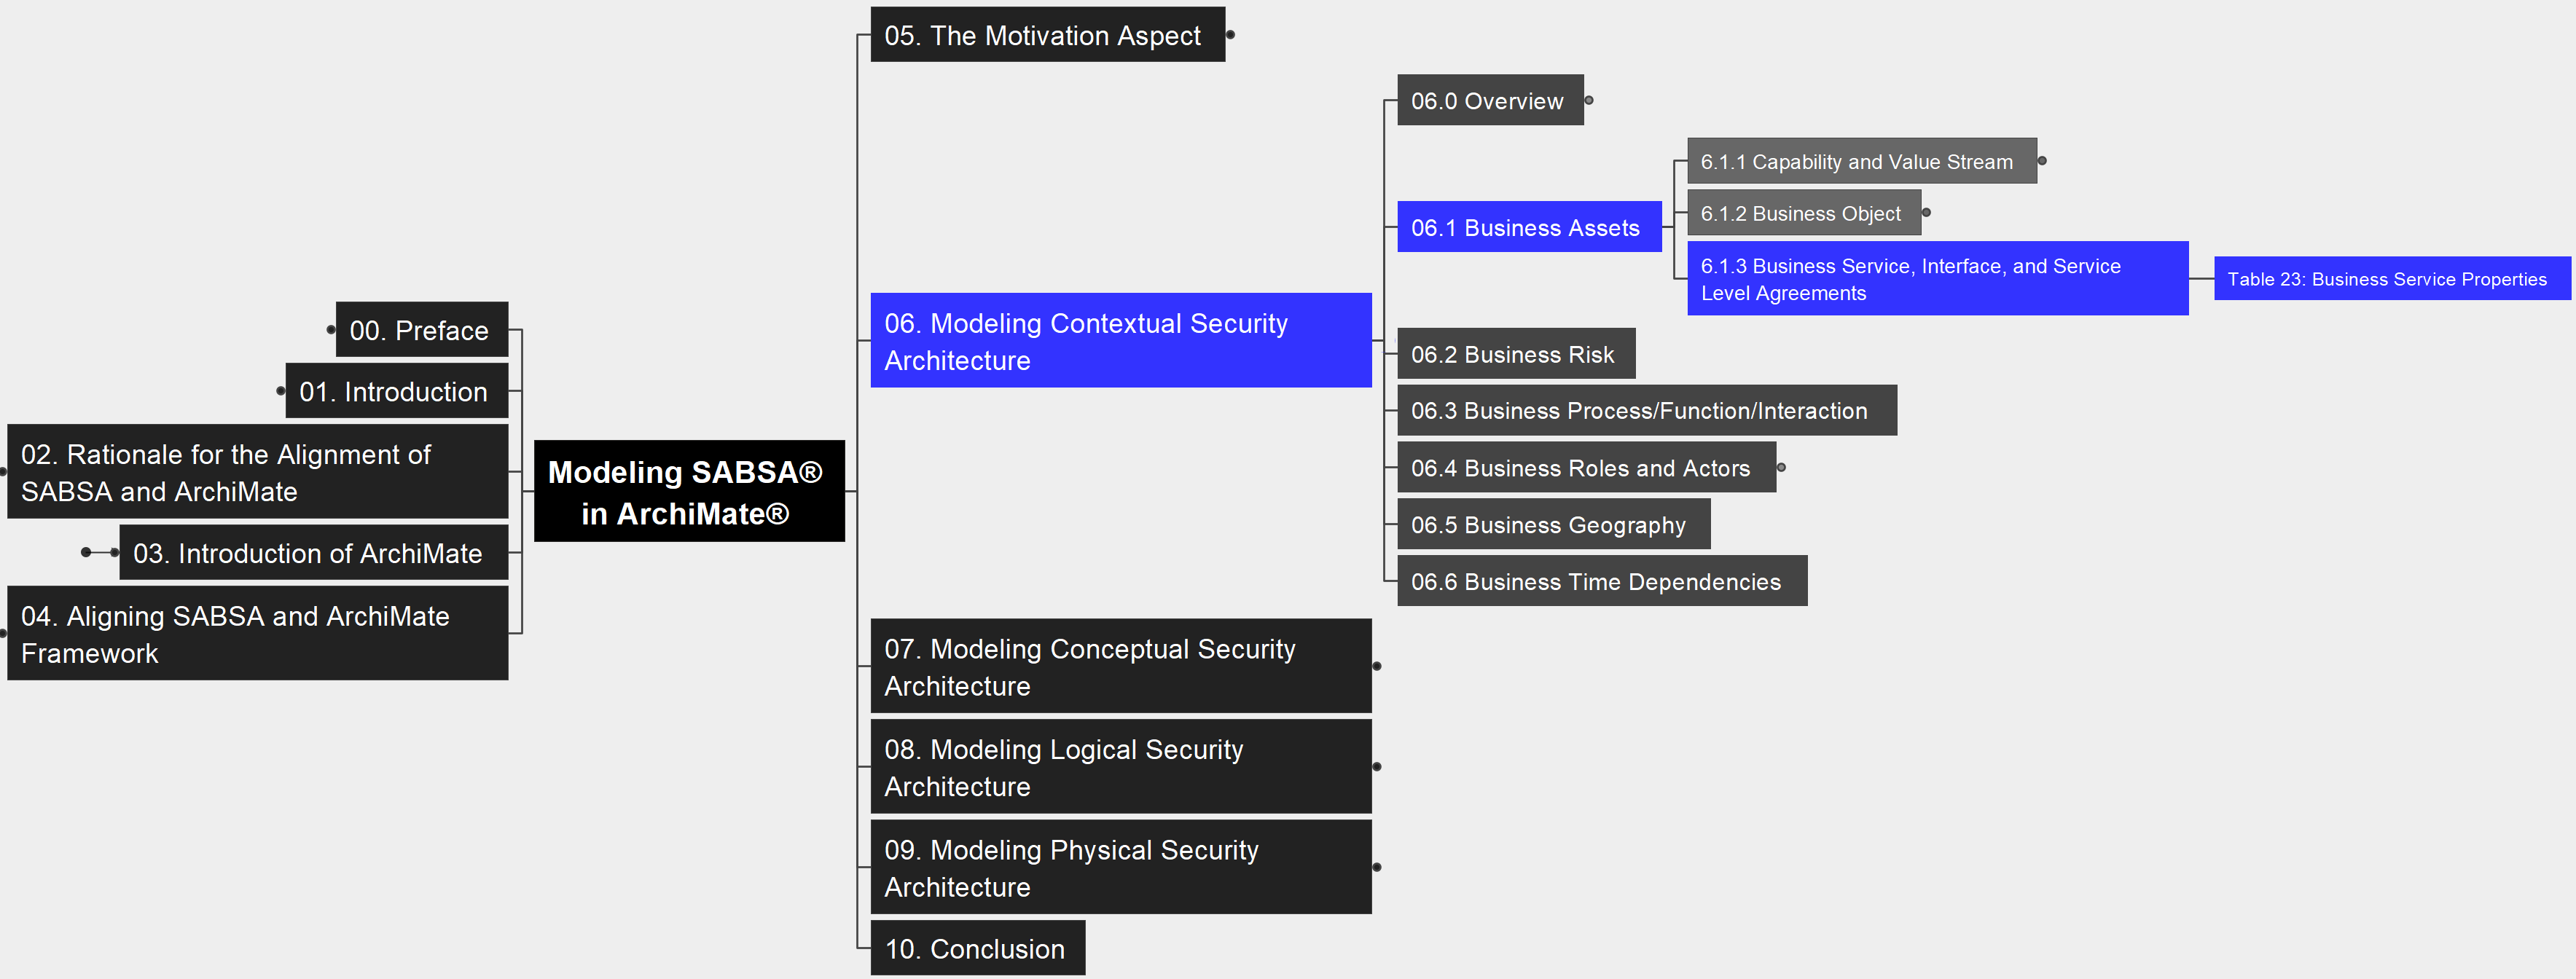 Modeling SABSA®
in ArchiMate®
00. Preface
01. Introduction
02. Rationale for the Alignment of
SABSA and ArchiMate
03. Introduction of ArchiMate
04. Aligning SABSA and ArchiMate
Framework
05. The Motivation Aspect
06. Modeling Contextual Security
Architecture
06.0 Overview
06.1 Business Assets
6.1.1 Capability and Value Stream
6.1.2 Business Object
6.1.3 Business Service, Interface, and Service
Level Agreements
Table 23: Business Service Properties
06.2 Business Risk
06.3 Business Process/Function/Interaction
06.4 Business Roles and Actors
06.5 Business Geography
06.6 Business Time Dependencies
07. Modeling Conceptual Security
Architecture
08. Modeling Logical Security
Architecture
09. Modeling Physical Security
Architecture
10. Conclusion